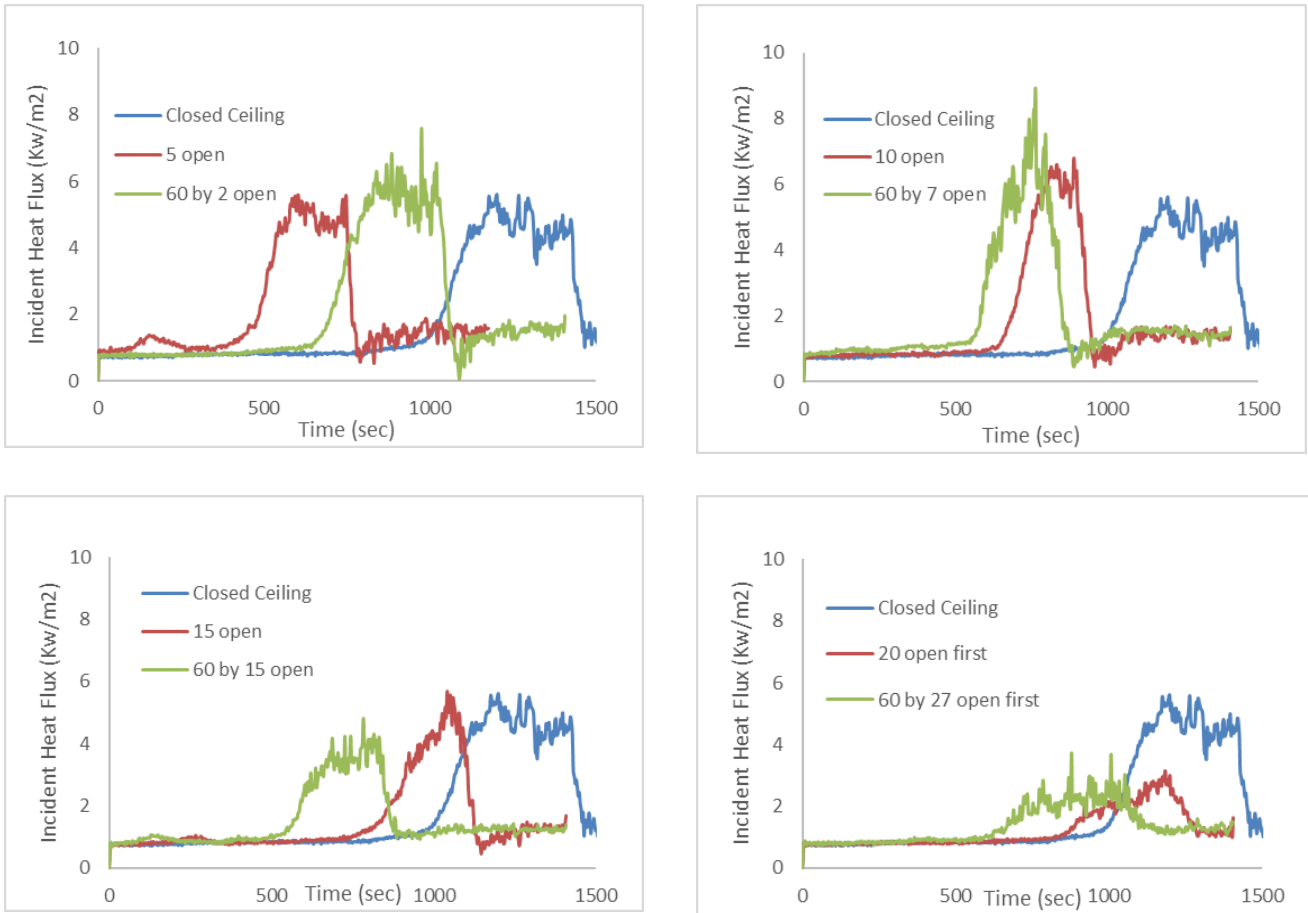 10
8
6
4
2
0
Incident Heat Flux (Kw/m2)
Closed Ceiling
5 open
60 by 2 open
0
500
1000
1500
Time (sec)
10
8
6
4
2
0
Incident Heat Flux (Kw/m2)
Closed Ceiling
10 open
60 by 7 open
0
500
1000
1500
Time (sec)
10
8
6
4
2
0
Incident Heat Flux (Kw/m2)
Closed Ceiling
15 open
60 by 15 open
0
500
1000
1500
Time (sec)
10
8
6
4
2
0
Incident Heat Flux (Kw/m2)
Closed Ceiling
20 open first
60 by 27 open first
0
500
1000
1500
Time (sec)